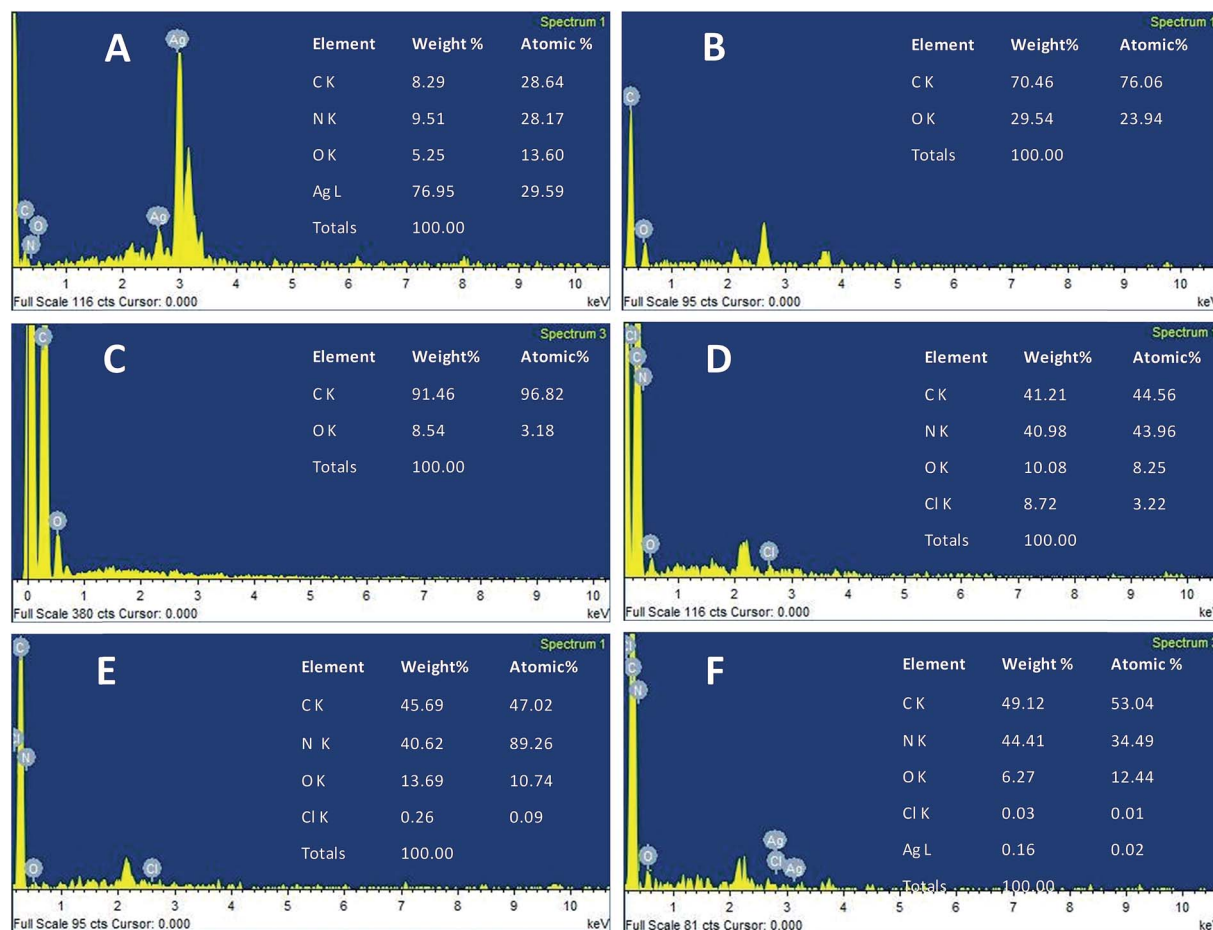 Spectrum 1
A
Element Weight % Atomic %
C K 8.29 28.64
N K 9.51 28.17
O K 5.25 13.60
Ag L 76.95 29.59
Totals 100.00
Ag
Ag
C
O
N
1 2 3 4 5 6 7 8 9 10
Full Scale 116 cts Cursor: 0.000 keV
Spectrum
B
Element Weight% Atomic%
C K 70.46 76.06
O K 29.54 23.94
Totals 100.00
C
O
1 2 3 4 5 6 7 8 9 10
Full Scale 95 cts Cursor: 0.000 ke
Spectrum 3
C
Element Weight% Atomic%
C K 91.46 96.82
O K 8.54 3.18
Totals 100.00
C
O
0 1 2 3 4 5 6 7 8 9 10
Full Scale 380 cts Cursor: 0.000 keV
Spectrum
D
Element Weight% Atomic%
C K 41.21 44.56
N K 40.98 43.96
O K 10.08 8.25
Cl K 8.72 3.22
Totals 100.00
Cl
C
N
O
Cl
1 2 3 4 5 6 7 8 9 10
Full Scale 116 cts Cursor: 0.000 ke
Spectrum 1
E
Element Weight% Atomic%
C K 45.69 47.02
N K 40.62 89.26
O K 13.69 10.74
Cl K 0.26 0.09
Totals 100.00
C
N
O
Cl
1 2 3 4 5 6 7 8 9 10
Full Scale 95 cts Cursor: 0.000 keV
Spectrum
F
Element Weight % Atomic %
C K 49.12 53.04
N K 44.41 34.49
O K 6.27 12.44
Cl K 0.03 0.01
Ag L 0.16 0.02
Totals 100.00
C
N
O
Ag
Cl
Ag
1 2 3 4 5 6 7 8 9 10
Full Scale 81 cts Cursor: 0.000 ke